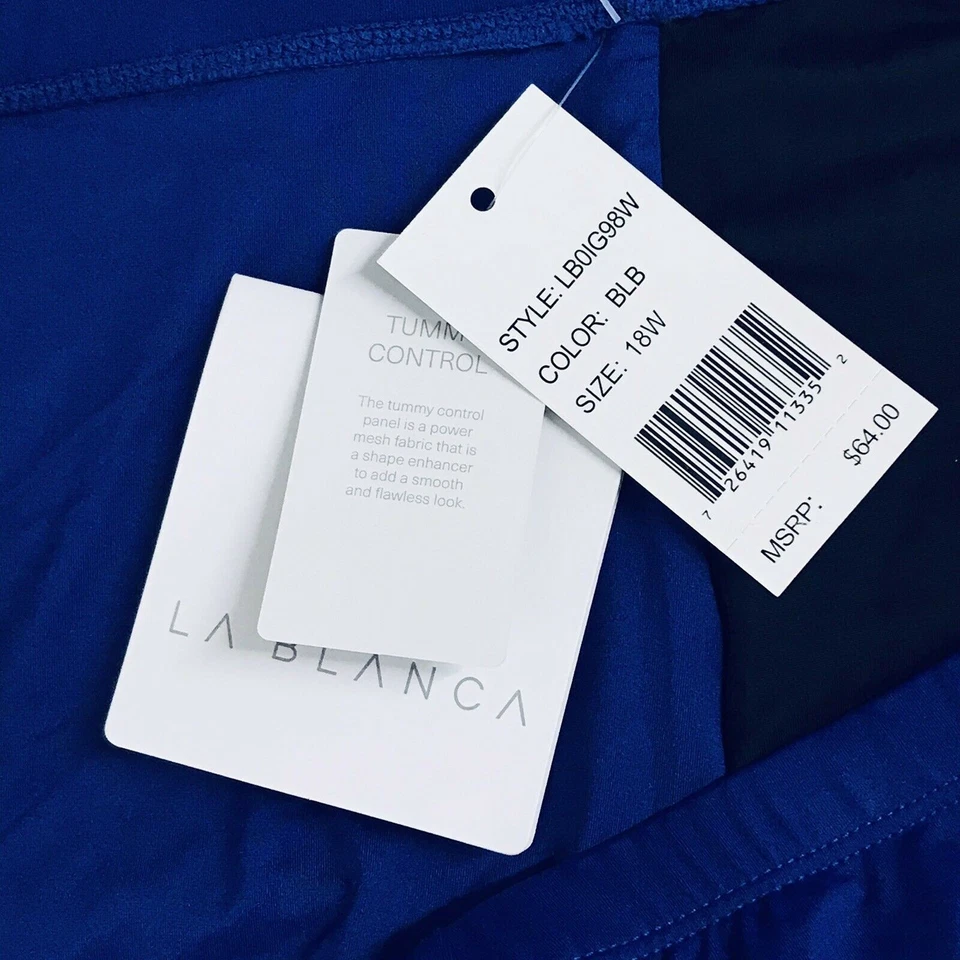 STYLE: LB0IG98W
COLOR: BLB
SIZE: 18W
7 26419 11335 2
MSRP: $64.00
TUMM
CONTROL
The tummy control
panel is a power
mesh fabric that is
a shape enhancer
to add a smooth
and flawless look.
LA BLANCA